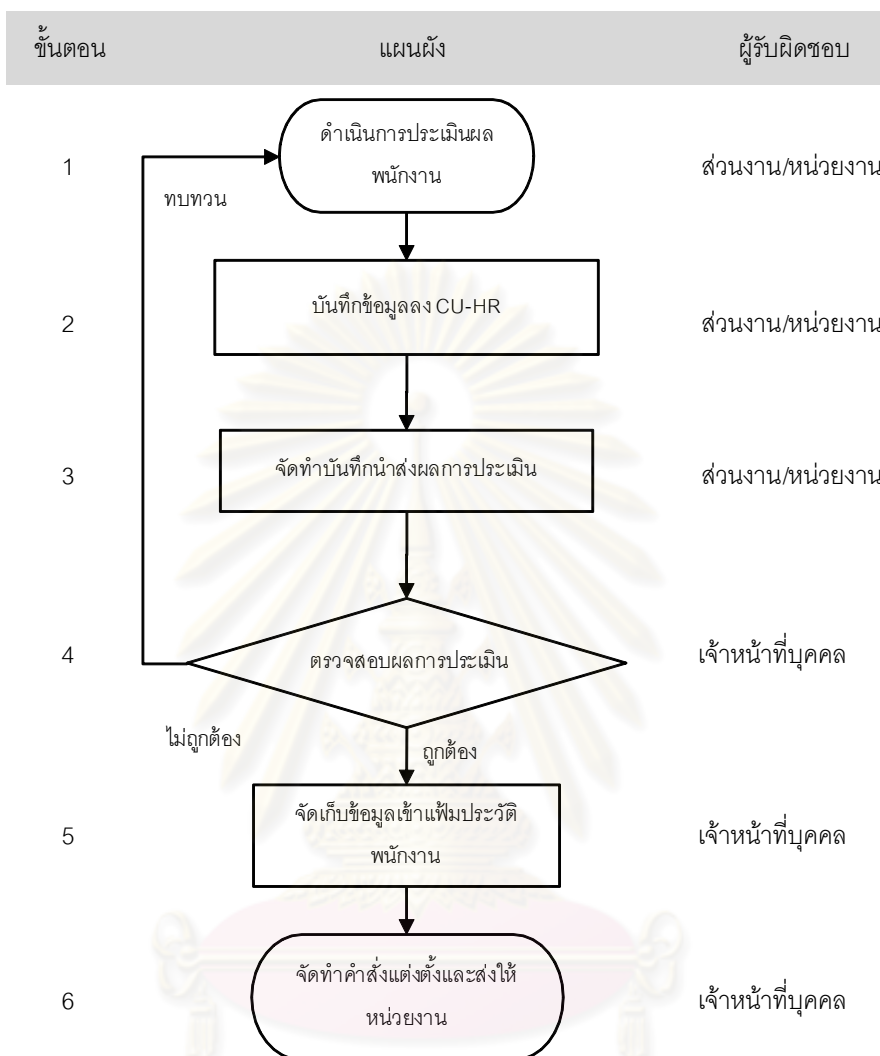 ขั้นตอน แผนผัง ผู้รับผิดชอบ
ดำเนินการประเมินผล
พนักงาน
1 ส่วนงาน/หน่วยงาน
ทบทวน
บันทึกข้อมูลลง CU-HR
2 ส่วนงาน/หน่วยงาน
จัดทำบันทึกนำส่งผลการประเมิน
3 ส่วนงาน/หน่วยงาน
4 ตรวจสอบผลการประเมิน เจ้าหน้าที่บุคคล
ไม่ถูกต้อง
ถูกต้อง
จัดเก็บข้อมูลเข้าแฟ้มประวัติ
พนักงาน
5 เจ้าหน้าที่บุคคล
จัดทำคำสั่งแต่งตั้งและส่งให้
หน่วยงาน
6 เจ้าหน้าที่บุคคล